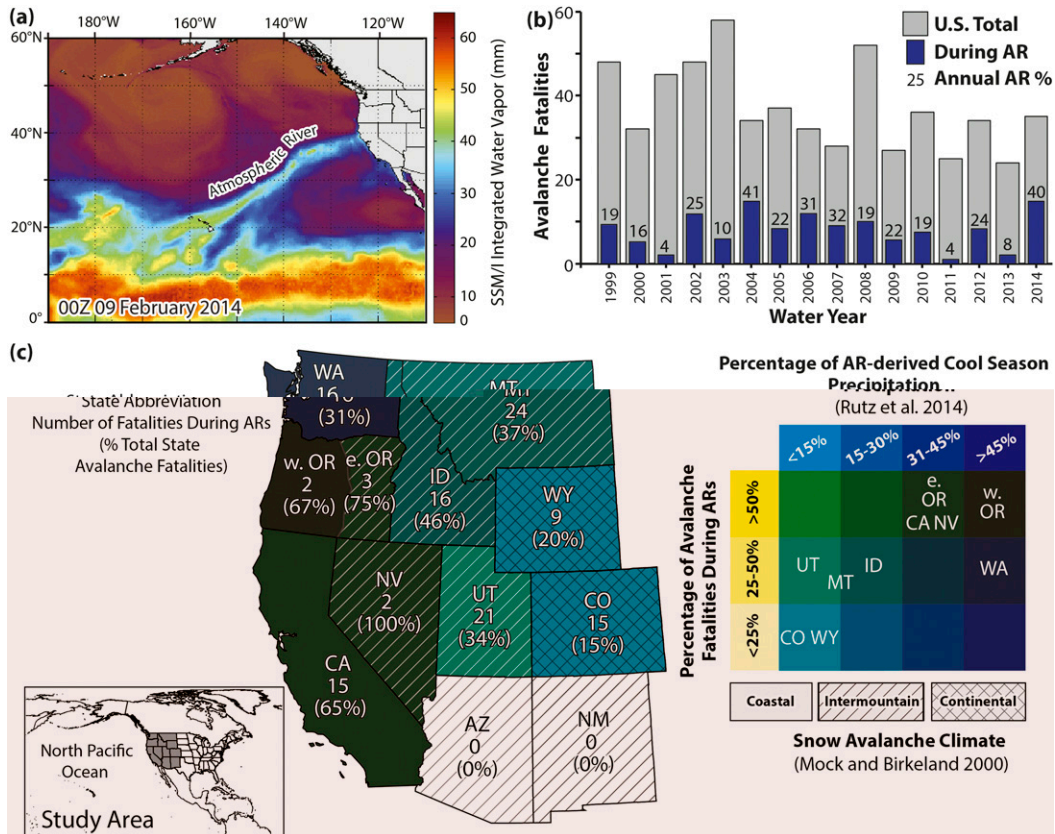 (a)
180°W 160°W 140°W 120°W
60°N
40°N
20°N
0°
Atmospheric River
00Z 09 February 2014
SSM/I Integrated Water Vapor (mm)
60
50
40
30
20
10
0
(b)
Avalanche Fatalities
60
40
20
0
U.S. Total
During AR
25 Annual AR %
19 16 4 25 10 41 22 31 32 19 22 19 4 24 8 40
1999 2000 2001 2002 2003 2004 2005 2006 2007 2008 2009 2010 2011 2012 2013 2014
Water Year
(c)
State Abbreviation
Number of Fatalities During ARs
(% Total State
Avalanche Fatalities)
WA
16
(31%)
MT
24
(37%)
w. OR
2
(67%)
e. OR
3
(75%)
ID
16
(46%)
WY
9
(20%)
NV
2
(100%)
UT
21
(34%)
CO
15
(15%)
CA
15
(65%)
AZ
0
(0%)
NM
0
(0%)
North Pacific
Ocean
Study Area
Percentage of AR-derived Cool Season
Precipitation
(Rutz et al. 2014)
<15% 15-30% 31-45% >45%
Percentage of Avalanche
Fatalities During ARs
>50%
25-50%
<25%
e.
OR
CA NV
w.
OR
UT
MT
ID
WA
CO WY
Coastal
Intermountain
Continental
Snow Avalanche Climate
(Mock and Birkeland 2000)